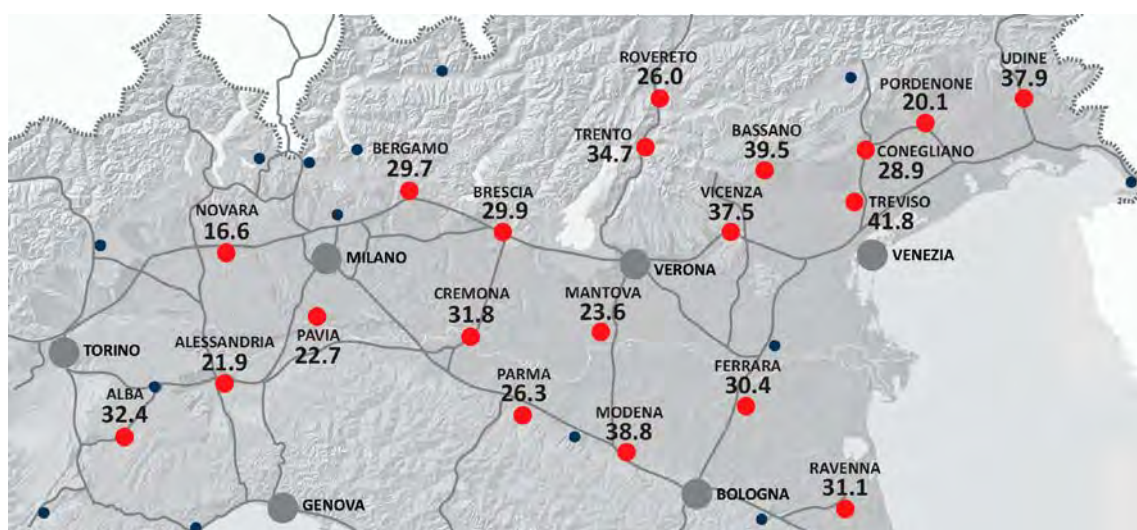 ROVERETO
26.0
UDINE
37.9
PORDENONE
20.1
TRENTO
34.7
BASSANO
39.5
BERGAMO
29.7
CONEGLIANO
28.9
BRESCIA
29.9
VICENZA
37.5
NOVARA
16.6
TREVISO
41.8
MILANO
VERONA
VENEZIA
CREMONA
31.8
MANTOVA
23.6
PAVIA
22.7
TORINO
ALESSANDRIA
21.9
FERRARA
30.4
PARMA
26.3
ALBA
32.4
MODENA
38.8
RAVENNA
31.1
BOLOGNA
GENOVA